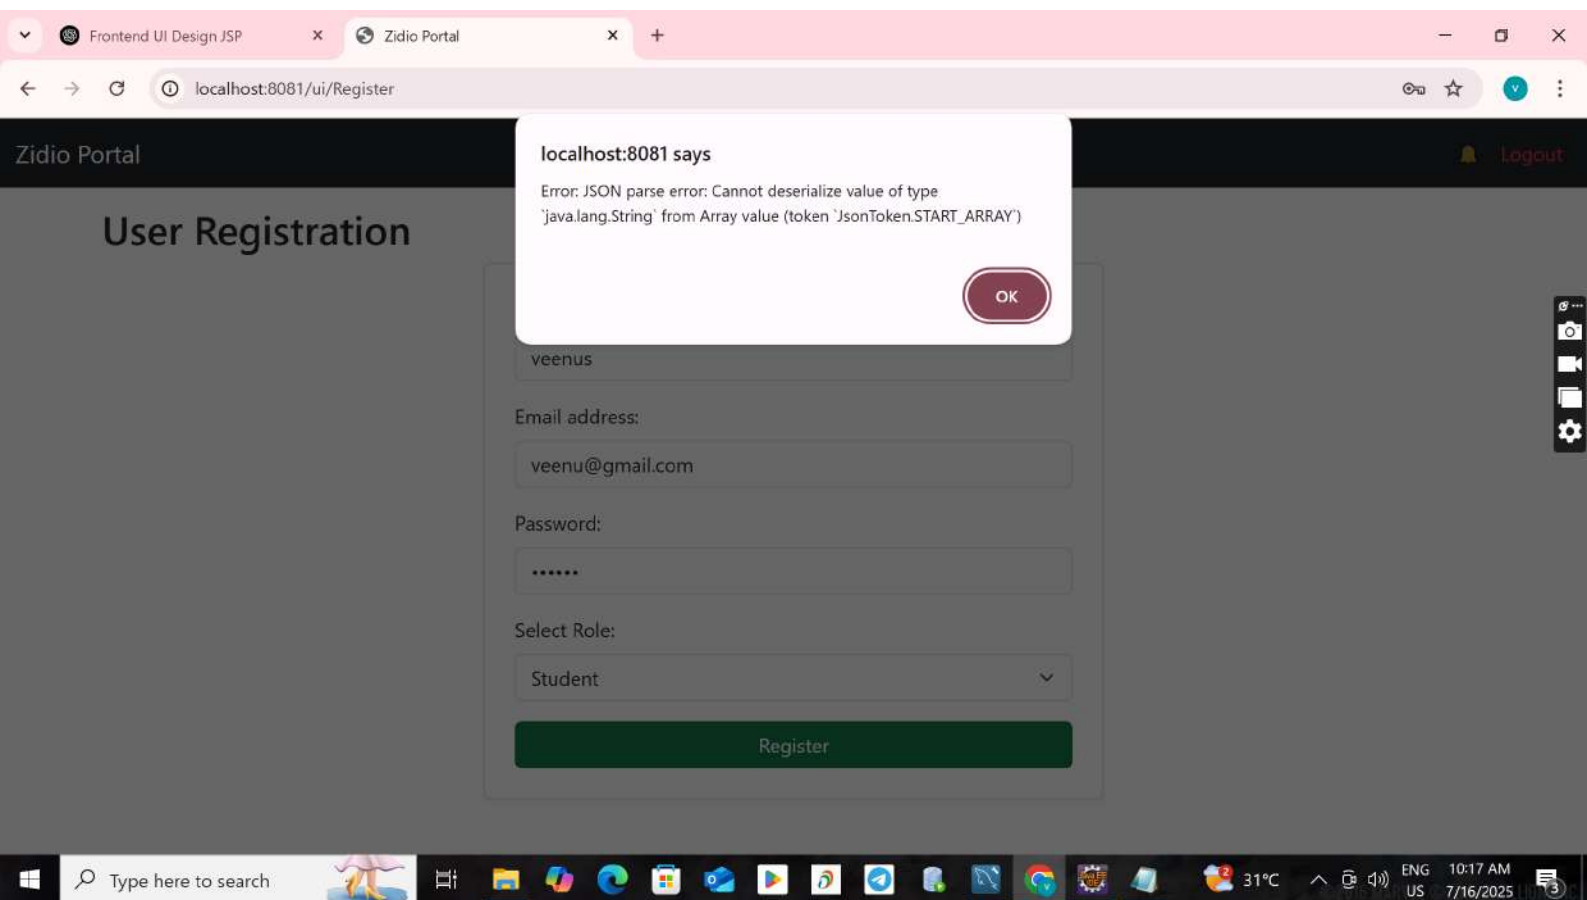 Frontend UI Design JSP
Zidio Portal
localhost:8081/ui/Register
V
Zidio Portal
Logout
localhost:8081 says
Error: JSON parse error: Cannot deserialize value of type
`java.lang.String` from Array value (token `JsonToken.START_ARRAY`)
OK
User Registration
veenus
Email address:
veenu@gmail.com
Password:
••••••
Select Role:
Student
Register
Type here to search
2
31°C
ENG
US
10:17 AM
7/16/2025
3